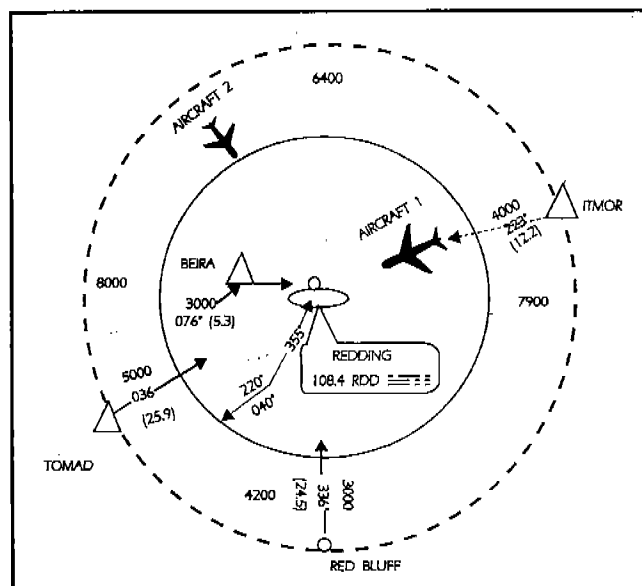 6400
AIRCRAFT 2
AIRCRAFT 1
4000
223°
(12.2)
ITMOR
BEIRA
8000
3000
076° (5.3)
7900
355°
REDDING
108.4 RDD
5000
036
(25.9)
220°
040°
TOMAD
4200
3000
336°
(24.5)
RED BLUFF